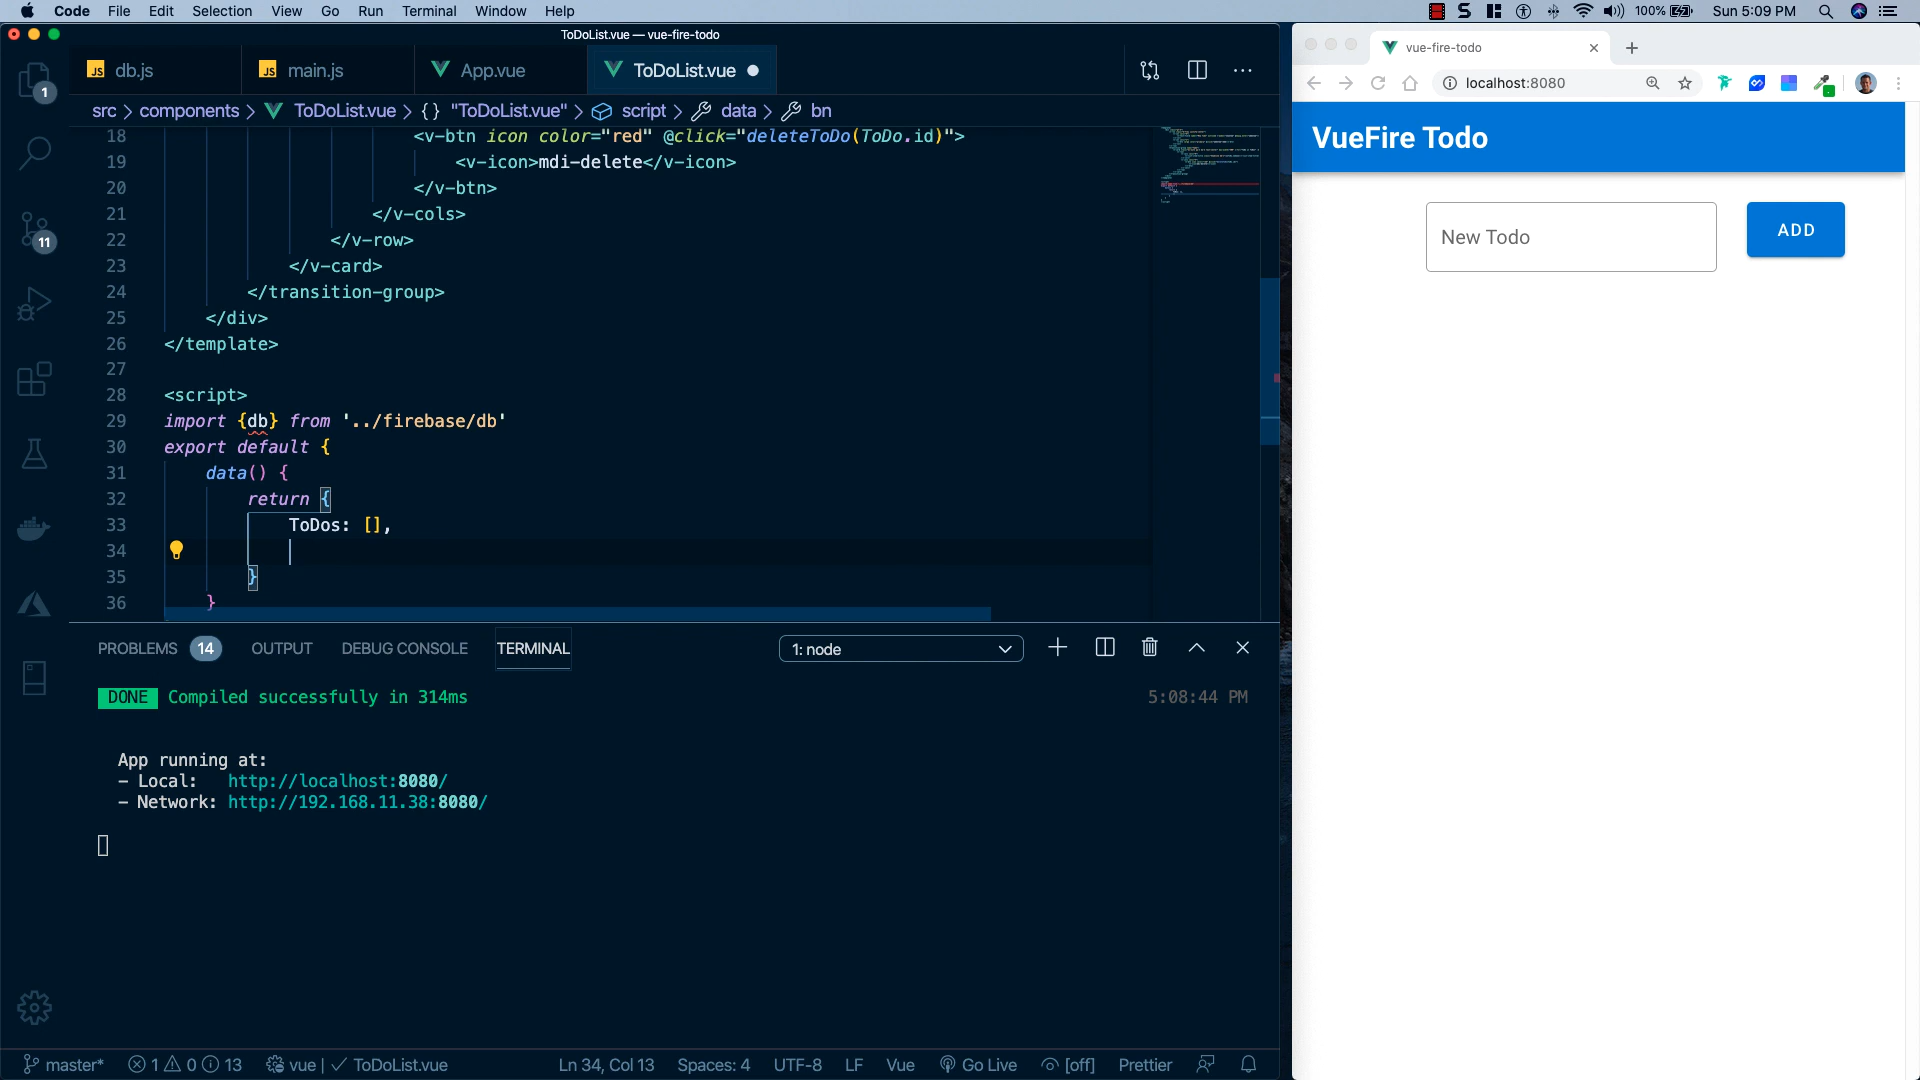 Code File Edit Selection View Go Run Terminal Window Help
100% Sun 5:09 PM
ToDoList.vue — vue-fire-todo
JS db.js JS main.js App.vue ToDoList.vue
src > components > ToDoList.vue > {} "ToDoList.vue" > script > data > bn
18 <v-btn icon color="red" @click="deleteToDo(ToDo.id)">
19 <v-icon>mdi-delete</v-icon>
20 </v-btn>
21 </v-cols>
22 </v-row>
23 </v-card>
24 </transition-group>
25 </div>
26 </template>
27
28 <script>
29 import {db} from '../firebase/db'
30 export default {
31 data() {
32 return {
33 ToDos: [],
34
35 }
36 }
1
11
PROBLEMS 14 OUTPUT DEBUG CONSOLE TERMINAL 1: node
DONE Compiled successfully in 314ms 5:08:44 PM
App running at:
- Local: http://localhost:8080/
- Network: http://192.168.11.38:8080/
master* 1 0 13 vue | ToDoList.vue Ln 34, Col 13 Spaces: 4 UTF-8 LF Vue Go Live [off] Prettier
vue-fire-todo
localhost:8080
VueFire Todo
New Todo ADD